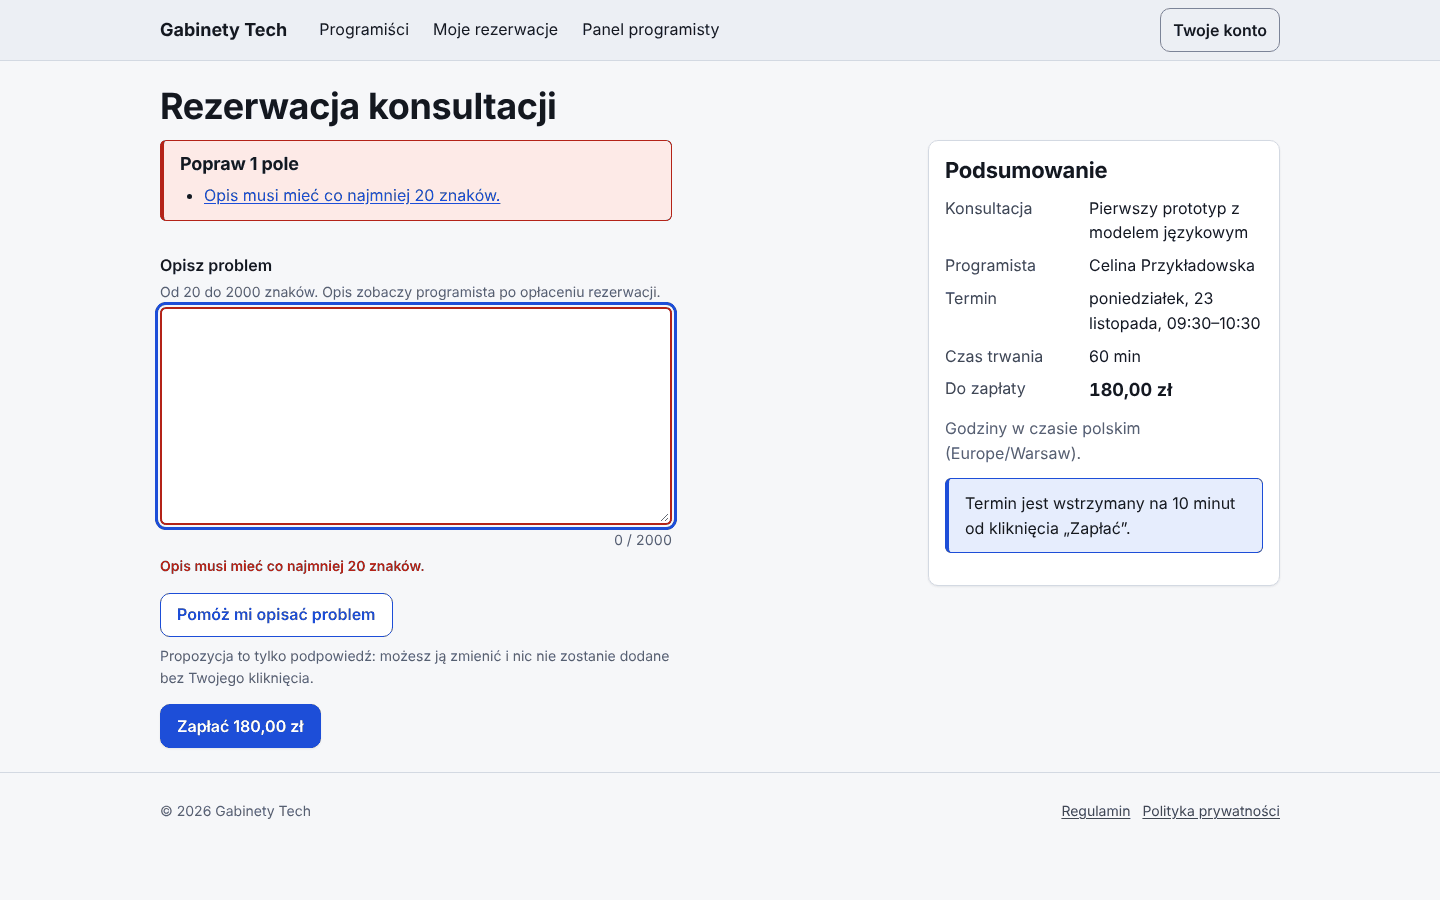 Gabinety Tech
Programiści
Moje rezerwacje
Panel programisty
Twoje konto
Rezerwacja konsultacji
Popraw 1 pole
Opis musi mieć co najmniej 20 znaków.
Opisz problem
Od 20 do 2000 znaków. Opis zobaczy programista po opłaceniu rezerwacji.
0 / 2000
Opis musi mieć co najmniej 20 znaków.
Pomóż mi opisać problem
Propozycja to tylko podpowiedź: możesz ją zmienić i nic nie zostanie dodane
bez Twojego kliknięcia.
Zapłać 180,00 zł
Podsumowanie
Konsultacja
Pierwszy prototyp z
modelem językowym
Programista
Celina Przykładowska
Termin
poniedziałek, 23
listopada, 09:30–10:30
Czas trwania
60 min
Do zapłaty
180,00 zł
Godziny w czasie polskim
(Europe/Warsaw).
Termin jest wstrzymany na 10 minut
od kliknięcia „Zapłać”.
© 2026 Gabinety Tech
Regulamin
Polityka prywatności